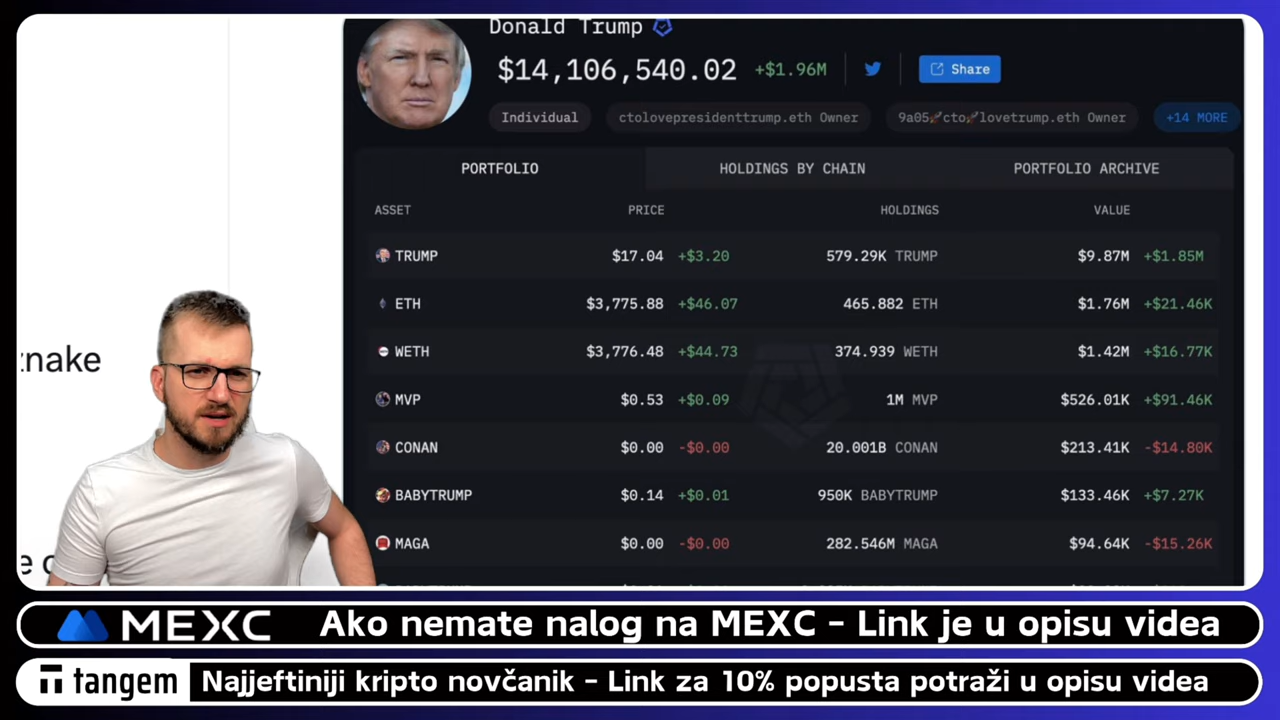 Donald Trump
$14,106,540.02 +$1.96M Share
Individual ctolovepresidenttrump.eth Owner 9a05🚀cto🚀lovetrump.eth Owner +14 MORE
PORTFOLIO HOLDINGS BY CHAIN PORTFOLIO ARCHIVE
ASSET PRICE HOLDINGS VALUE
TRUMP $17.04 +$3.20 579.29K TRUMP $9.87M +$1.85M
ETH $3,775.88 +$46.07 465.882 ETH $1.76M +$21.46K
WETH $3,776.48 +$44.73 374.939 WETH $1.42M +$16.77K
MVP $0.53 +$0.09 1M MVP $526.01K +$91.46K
CONAN $0.00 -$0.00 20.001B CONAN $213.41K -$14.80K
BABYTRUMP $0.14 +$0.01 950K BABYTRUMP $133.46K +$7.27K
MAGA $0.00 -$0.00 282.546M MAGA $94.64K -$15.26K
MEXC Ako nemate nalog na MEXC - Link je u opisu videa
tangem Najjeftiniji kripto novčanik - Link za 10% popusta potraži u opisu videa